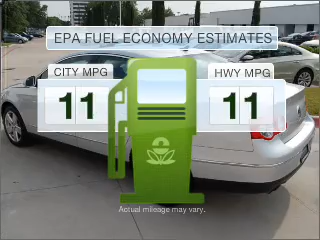 EPA FUEL ECONOMY ESTIMATES
CITY MPG
HWY MPG
11
11
Actual mileage may vary.